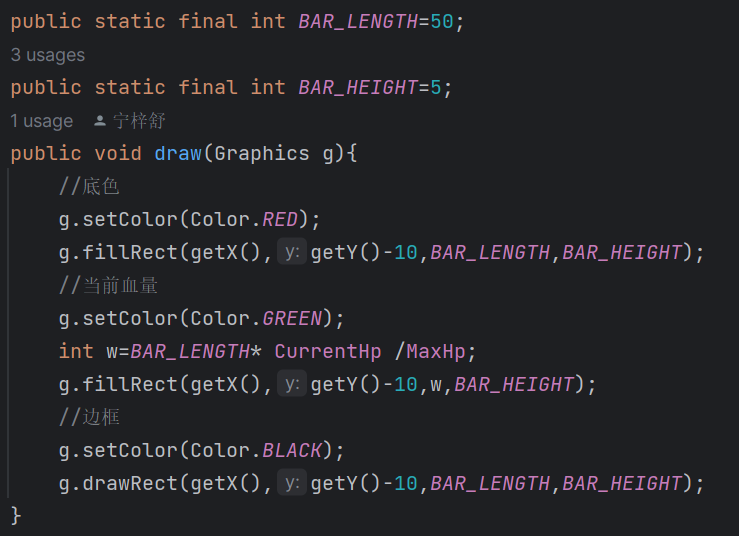 public static final int BAR_LENGTH=50;
3 usages
public static final int BAR_HEIGHT=5;
1 usage 宁梓舒
public void draw(Graphics g){
//底色
g.setColor(Color.RED);
g.fillRect(getX(), y: getY()-10,BAR_LENGTH,BAR_HEIGHT);
//当前血量
g.setColor(Color.GREEN);
int w=BAR_LENGTH* CurrentHp /MaxHp;
g.fillRect(getX(), y: getY()-10,w,BAR_HEIGHT);
//边框
g.setColor(Color.BLACK);
g.drawRect(getX(), y: getY()-10,BAR_LENGTH,BAR_HEIGHT);
}